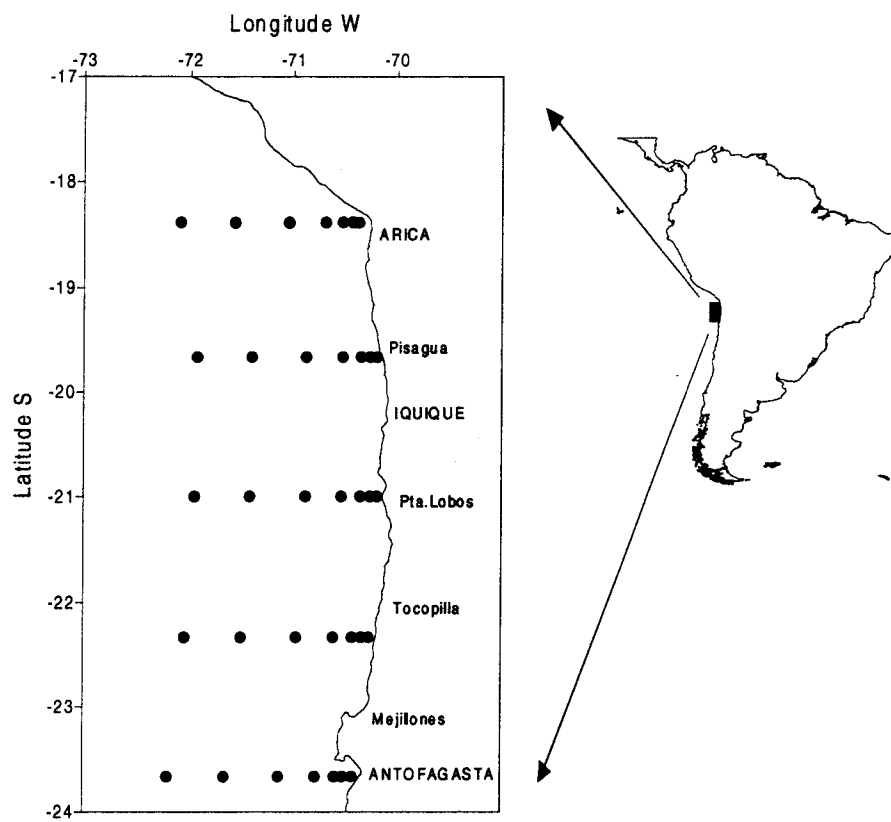 Longitude W
-73 -72 -71 -70
-17
-18
ARICA
-19
Pisagua
-20
IQUIQUE
Latitude S
-21
Pta.Lobos
-22
Tocopilla
-23
Mejillones
ANTOFAGASTA
-24